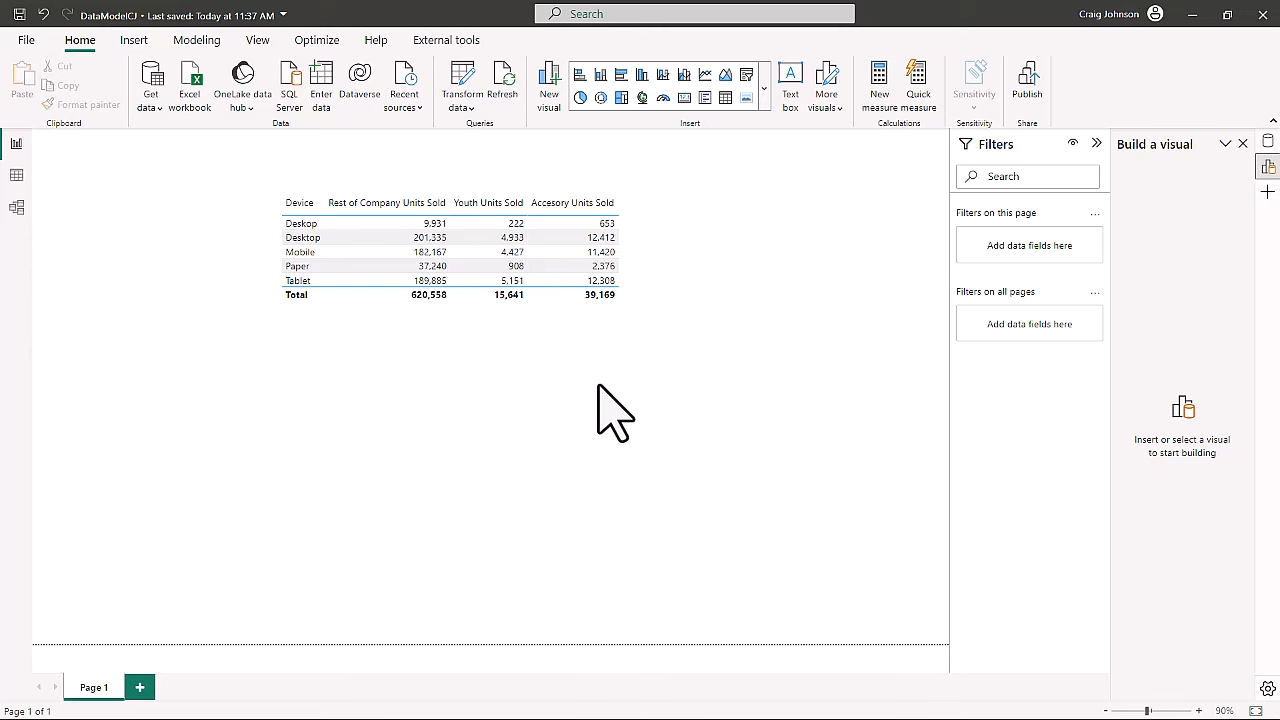 DataModelCJ • Last saved: Today at 11:37 AM
Search
Craig Johnson
File Home Insert Modeling View Optimize Help External tools
Paste
Cut
Copy
Format painter
Clipboard
Get data
Excel workbook
OneLake data hub
SQL Server
Enter data
Dataverse
Recent sources
Data
Transform data
Refresh
Queries
New visual
Text box
More visuals
Insert
New measure
Quick measure
Calculations
Sensitivity
Sensitivity
Publish
Share
Device Rest of Company Units Sold Youth Units Sold Accesory Units Sold
Deskop 9,931 222 653
Desktop 201,335 4,933 12,412
Mobile 182,167 4,427 11,420
Paper 37,240 908 2,376
Tablet 189,885 5,151 12,308
Total 620,558 15,641 39,169
Filters
Search
Filters on this page ...
Add data fields here
Filters on all pages ...
Add data fields here
Build a visual
Insert or select a visual
to start building
Page 1
Page 1 of 1
90%